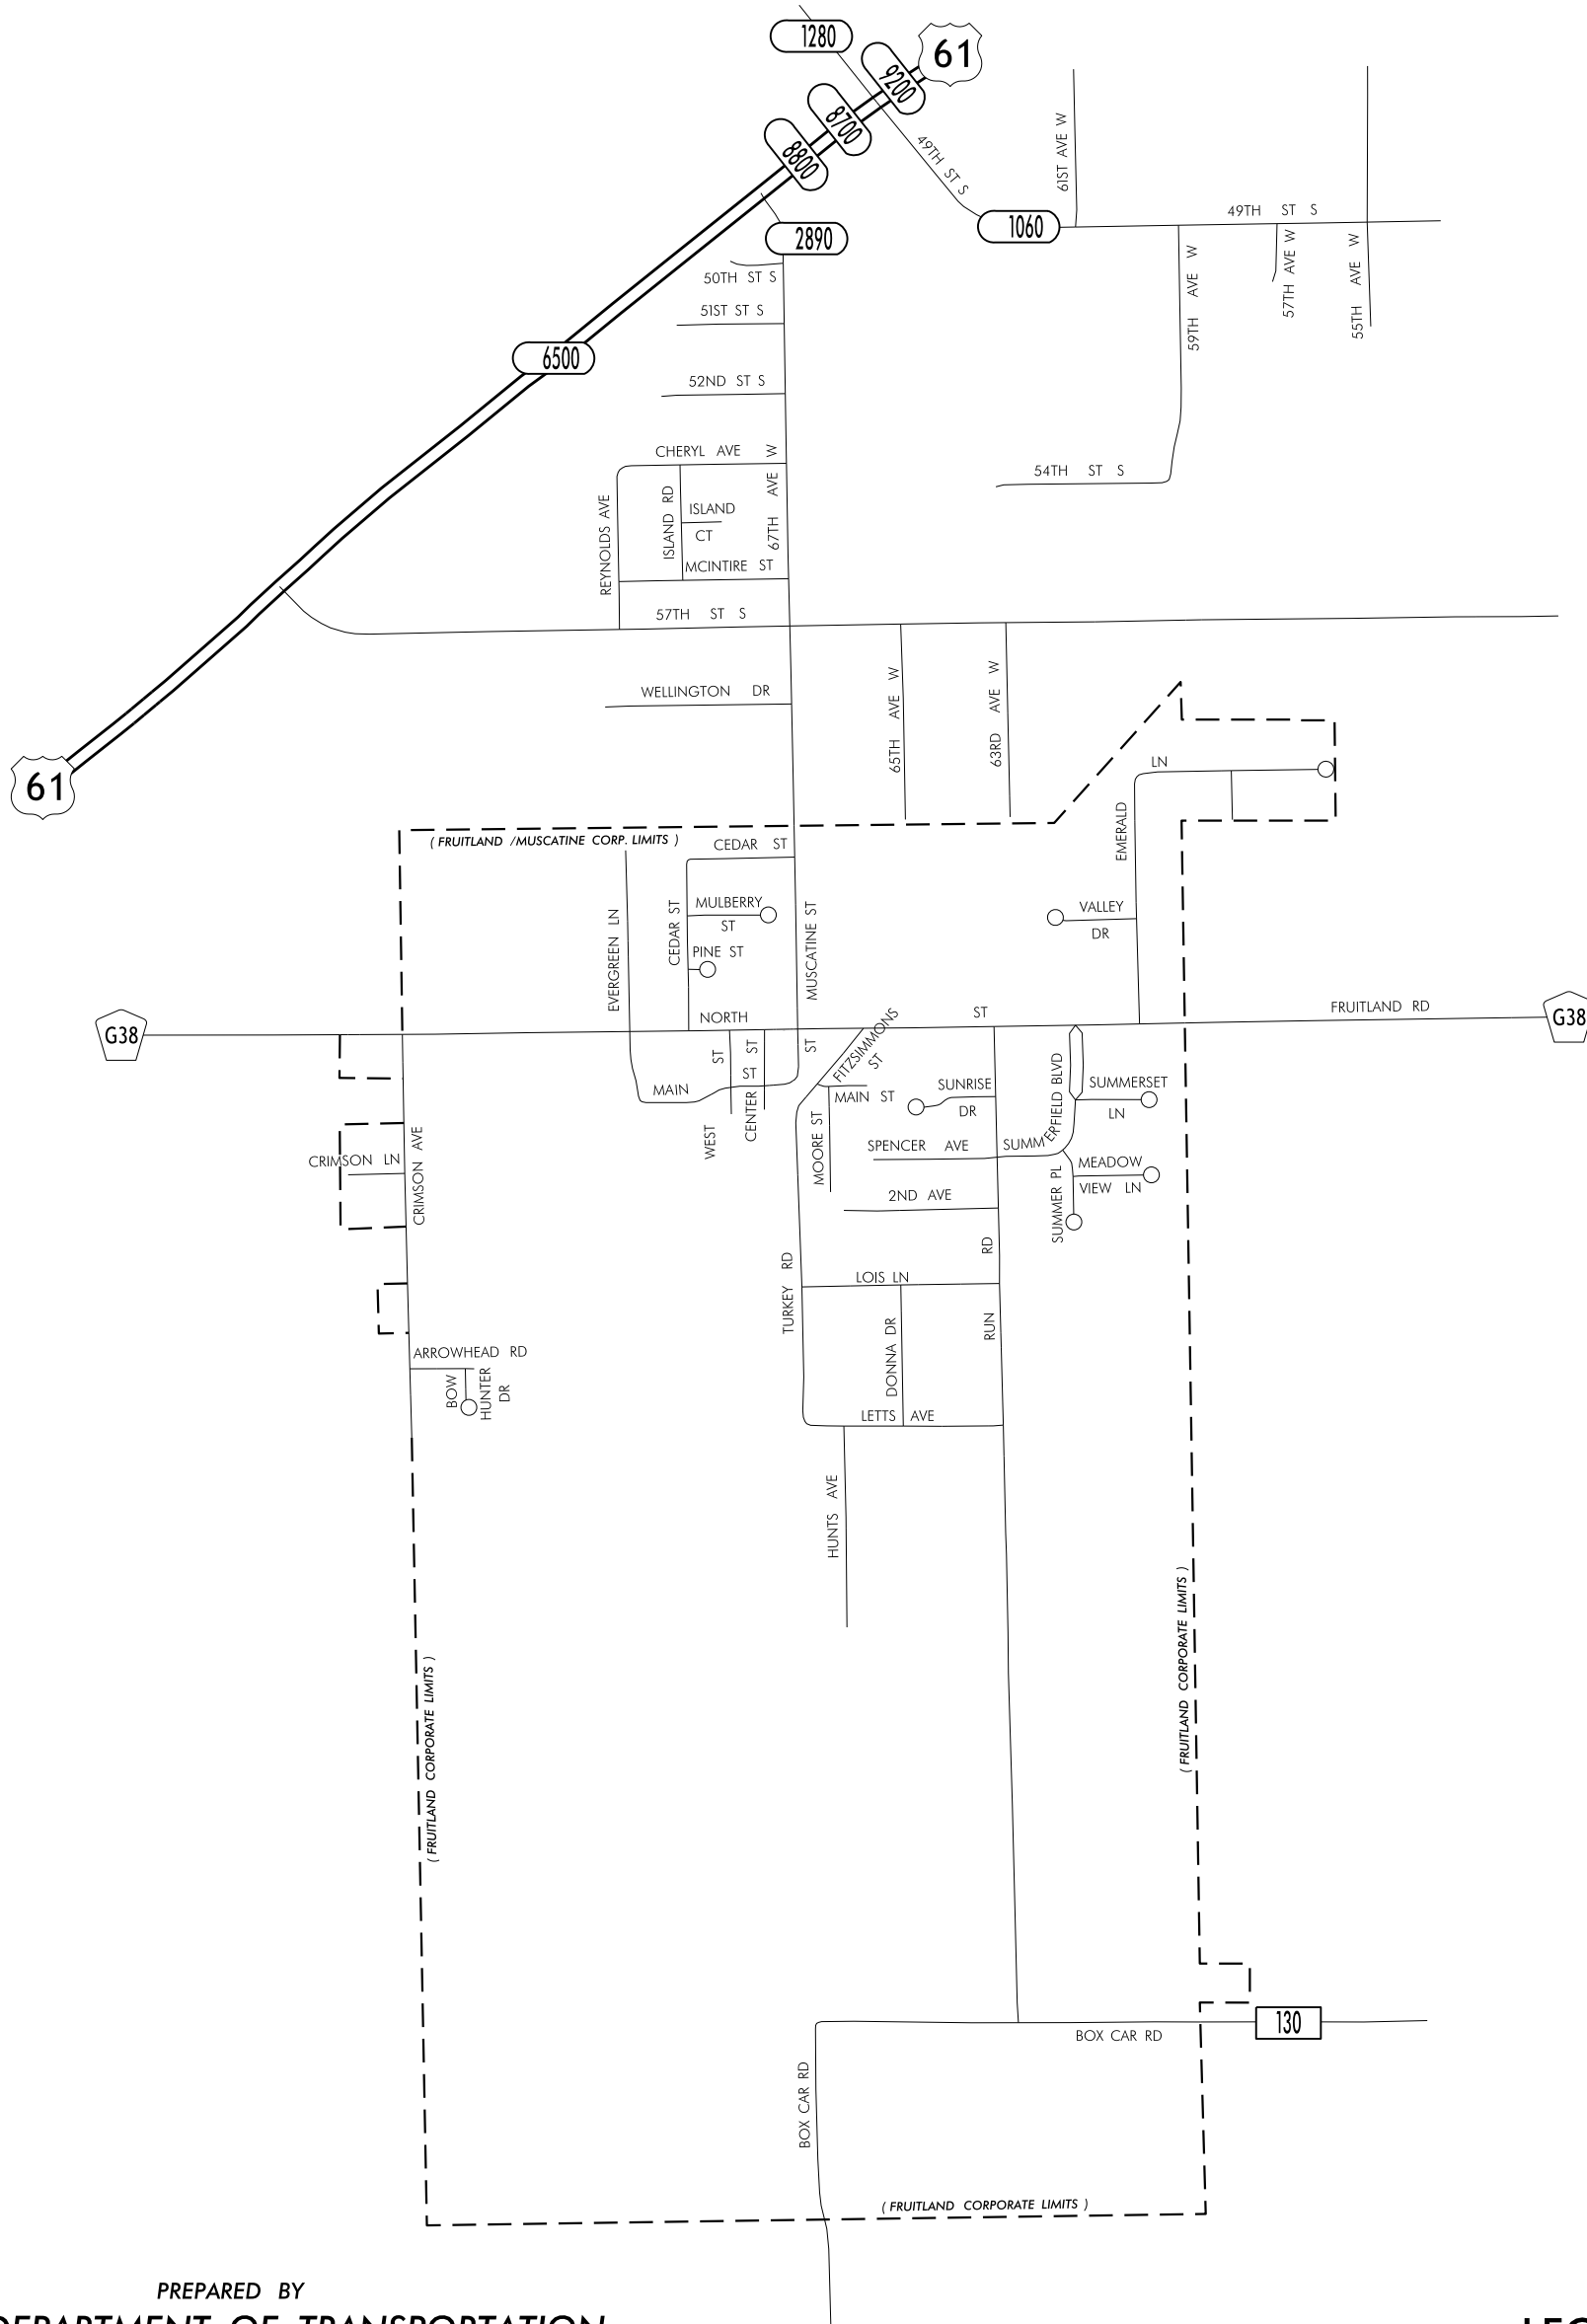 1280
61
9200
8700
8800
49TH ST S
61ST AVE W
2890
1060
49TH ST S
50TH ST S
51ST ST S
59TH AVE W
57TH AVE W
55TH AVE W
6500
52ND ST S
CHERYL AVE W
67TH AVE
54TH ST S
REYNOLDS AVE
ISLAND RD
ISLAND
CT
MCINTIRE ST
57TH ST S
WELLINGTON DR
65TH AVE W
63RD AVE W
61
LN
EMERALD
( FRUITLAND /MUSCATINE CORP. LIMITS )
CEDAR ST
EVERGREEN LN
CEDAR ST
MULBERRY
ST
PINE ST
MUSCATINE ST
VALLEY
DR
G38
NORTH
ST
FRUITLAND RD
G38
ST
ST
ST
FITZSIMMONS
ST
MAIN
ST
WEST
CENTER
MAIN ST
MOORE ST
SUNRISE
DR
SUMMERFIELD BLVD
SUMMERSET
LN
SPENCER AVE
CRIMSON LN
CRIMSON AVE
2ND AVE
SUMMER PL
MEADOW
VIEW LN
TURKEY RD
LOIS LN
RUN RD
ARROWHEAD RD
BOW
HUNTER
DR
DONNA DR
LETTS AVE
HUNTS AVE
( FRUITLAND CORPORATE LIMITS )
( FRUITLAND CORPORATE LIMITS )
130
BOX CAR RD
BOX CAR RD
( FRUITLAND CORPORATE LIMITS )
PREPARED BY
DEPARTMENT OF TRANSPORTATION